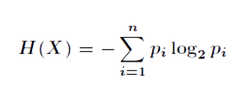 H(X) = − ∑_{i=1}^{n} p_i log_2 p_i